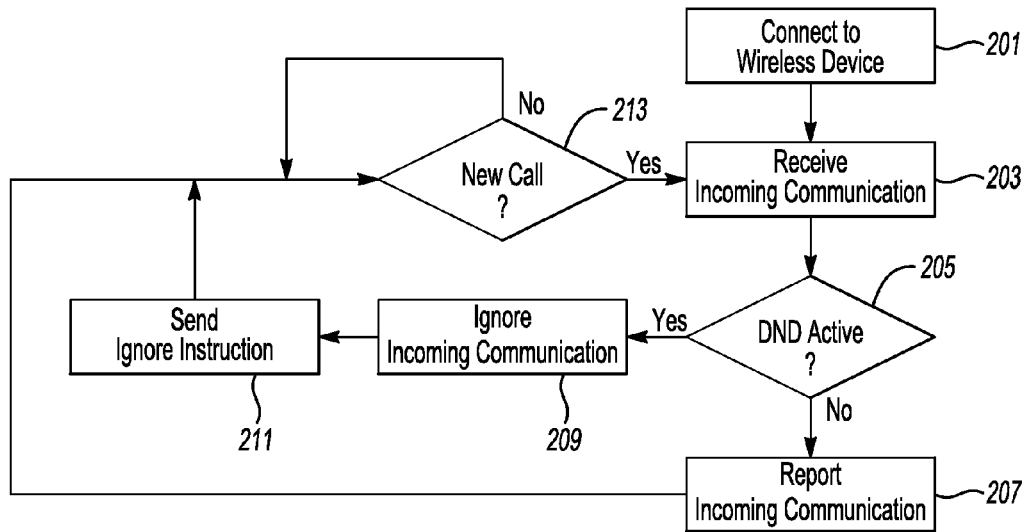 Connect to
Wireless Device
201
No
213
New Call
?
Yes
Receive
Incoming Communication
203
205
Send
Ignore Instruction
211
Ignore
Incoming Communication
209
Yes
DND Active
?
No
Report
Incoming Communication
207